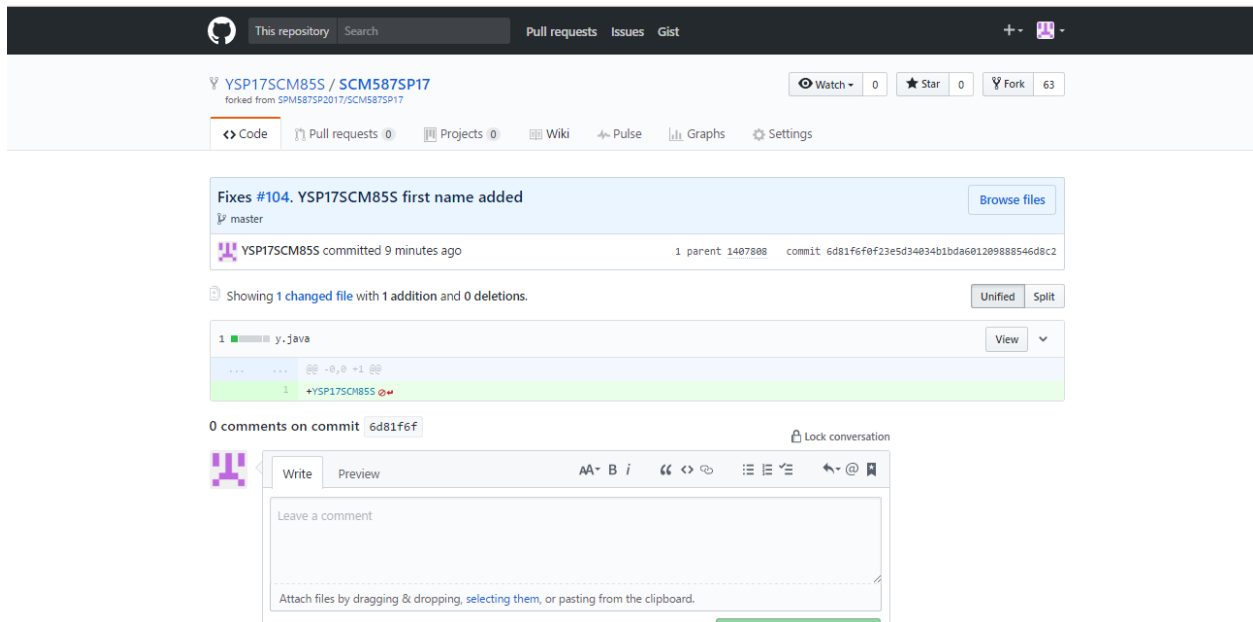 This repository Search Pull requests Issues Gist
YSP17SCM85S / SCM587SP17 Watch 0 Star 0 Fork 63
forked from SPM587SP2017/SCM587SP17
<> Code Pull requests 0 Projects 0 Wiki Pulse Graphs Settings
Fixes #104. YSP17SCM85S first name added Browse files
master
YSP17SCM85S committed 9 minutes ago 1 parent 1407808 commit 6d81f6f0f23e5d34034b1bda601209888546d8c2
Showing 1 changed file with 1 addition and 0 deletions. Unified Split
1 y.java View
... ... @@ -0,0 +1 @@
1 +YSP17SCM85S
0 comments on commit 6d81f6f
Lock conversation
Write Preview AA B i
Leave a comment
Attach files by dragging & dropping, selecting them, or pasting from the clipboard.